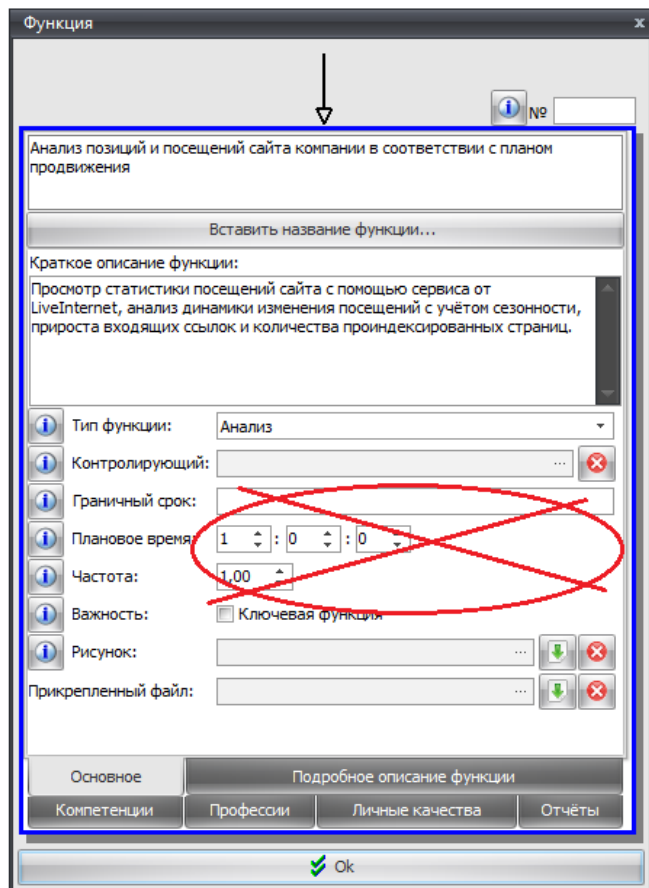 Функция
№
Анализ позиций и посещений сайта компании в соответствии с планом
продвижения
Вставить название функции...
Краткое описание функции:
Просмотр статистики посещений сайта с помощью сервиса от
LiveInternet, анализ динамики изменения посещений с учётом сезонности,
прироста входящих ссылок и количества проиндексированных страниц.
Тип функции: Анализ
Контролирующий: ...
Граничный срок:
Плановое время: 1 : 0 : 0
Частота: 1,00
Важность: Ключевая функция
Рисунок: ...
Прикрепленный файл: ...
Основное Подробное описание функции
Компетенции Профессии Личные качества Отчёты
Ok